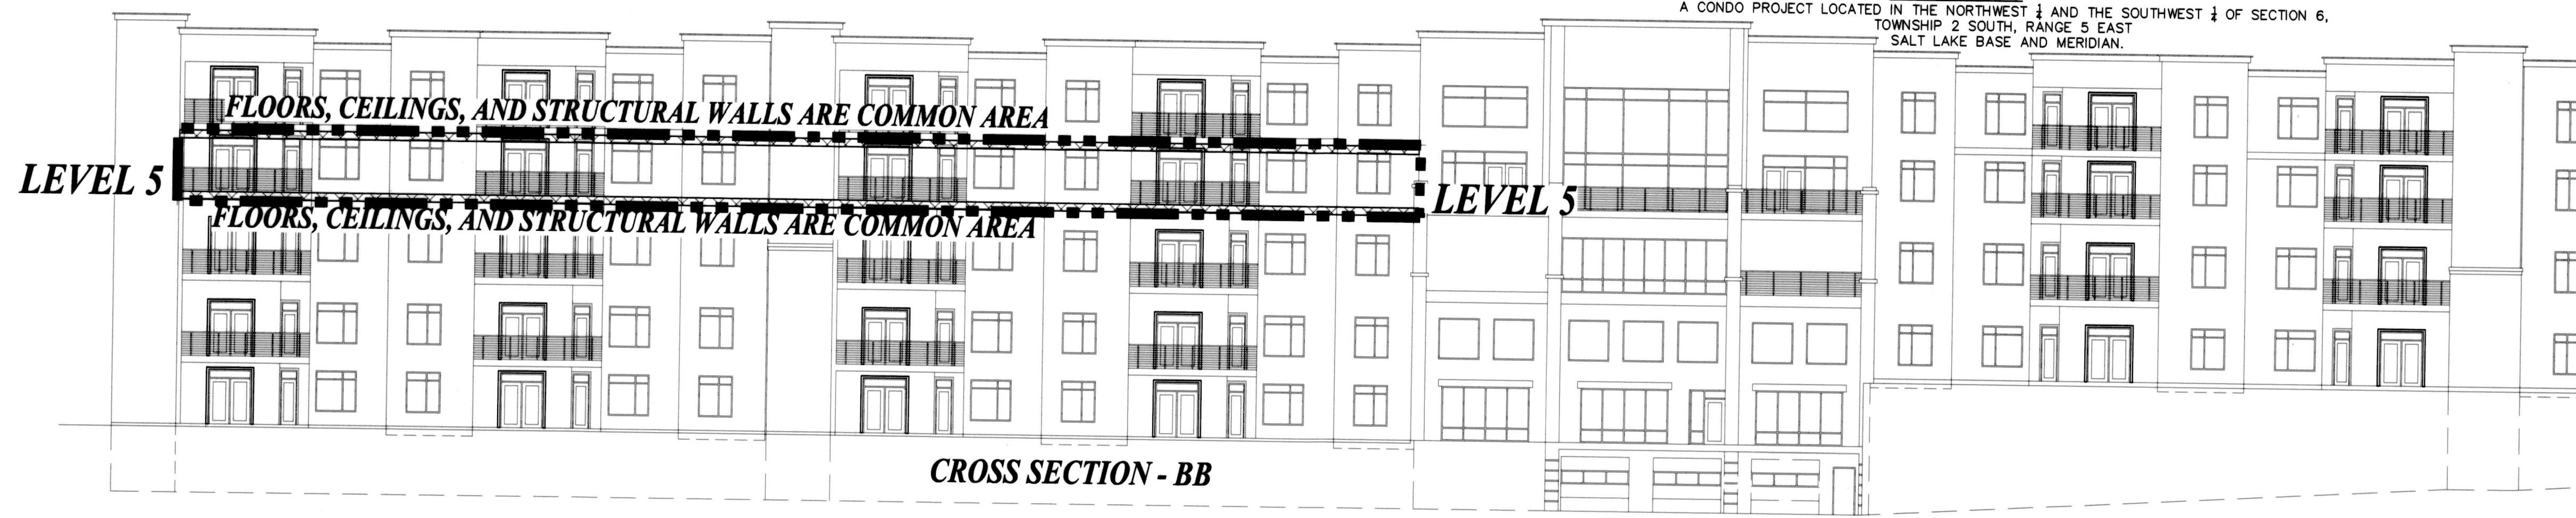 A CONDO PROJECT LOCATED IN THE NORTHWEST ¼ AND THE SOUTHWEST ¼ OF SECTION 6,
TOWNSHIP 2 SOUTH, RANGE 5 EAST
SALT LAKE BASE AND MERIDIAN.
FLOORS, CEILINGS, AND STRUCTURAL WALLS ARE COMMON AREA
LEVEL 5
LEVEL 5
FLOORS, CEILINGS, AND STRUCTURAL WALLS ARE COMMON AREA
CROSS SECTION - BB